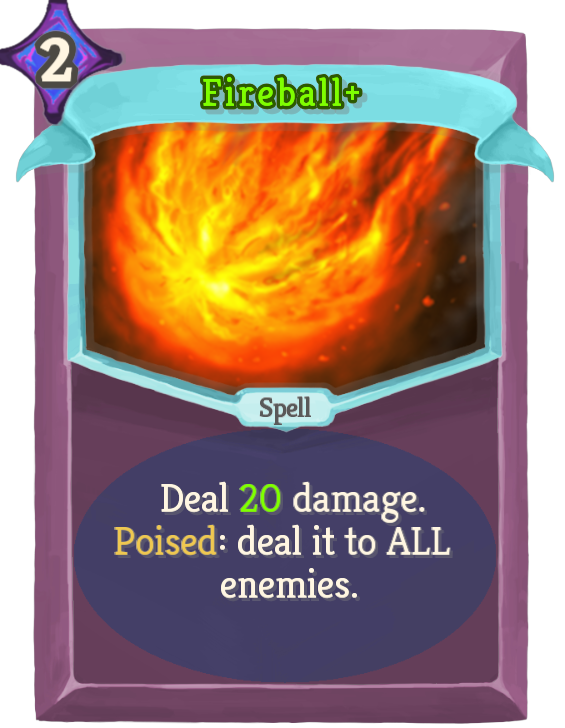 2
Fireball+
Spell
Deal 20 damage.
Poised: deal it to ALL
enemies.